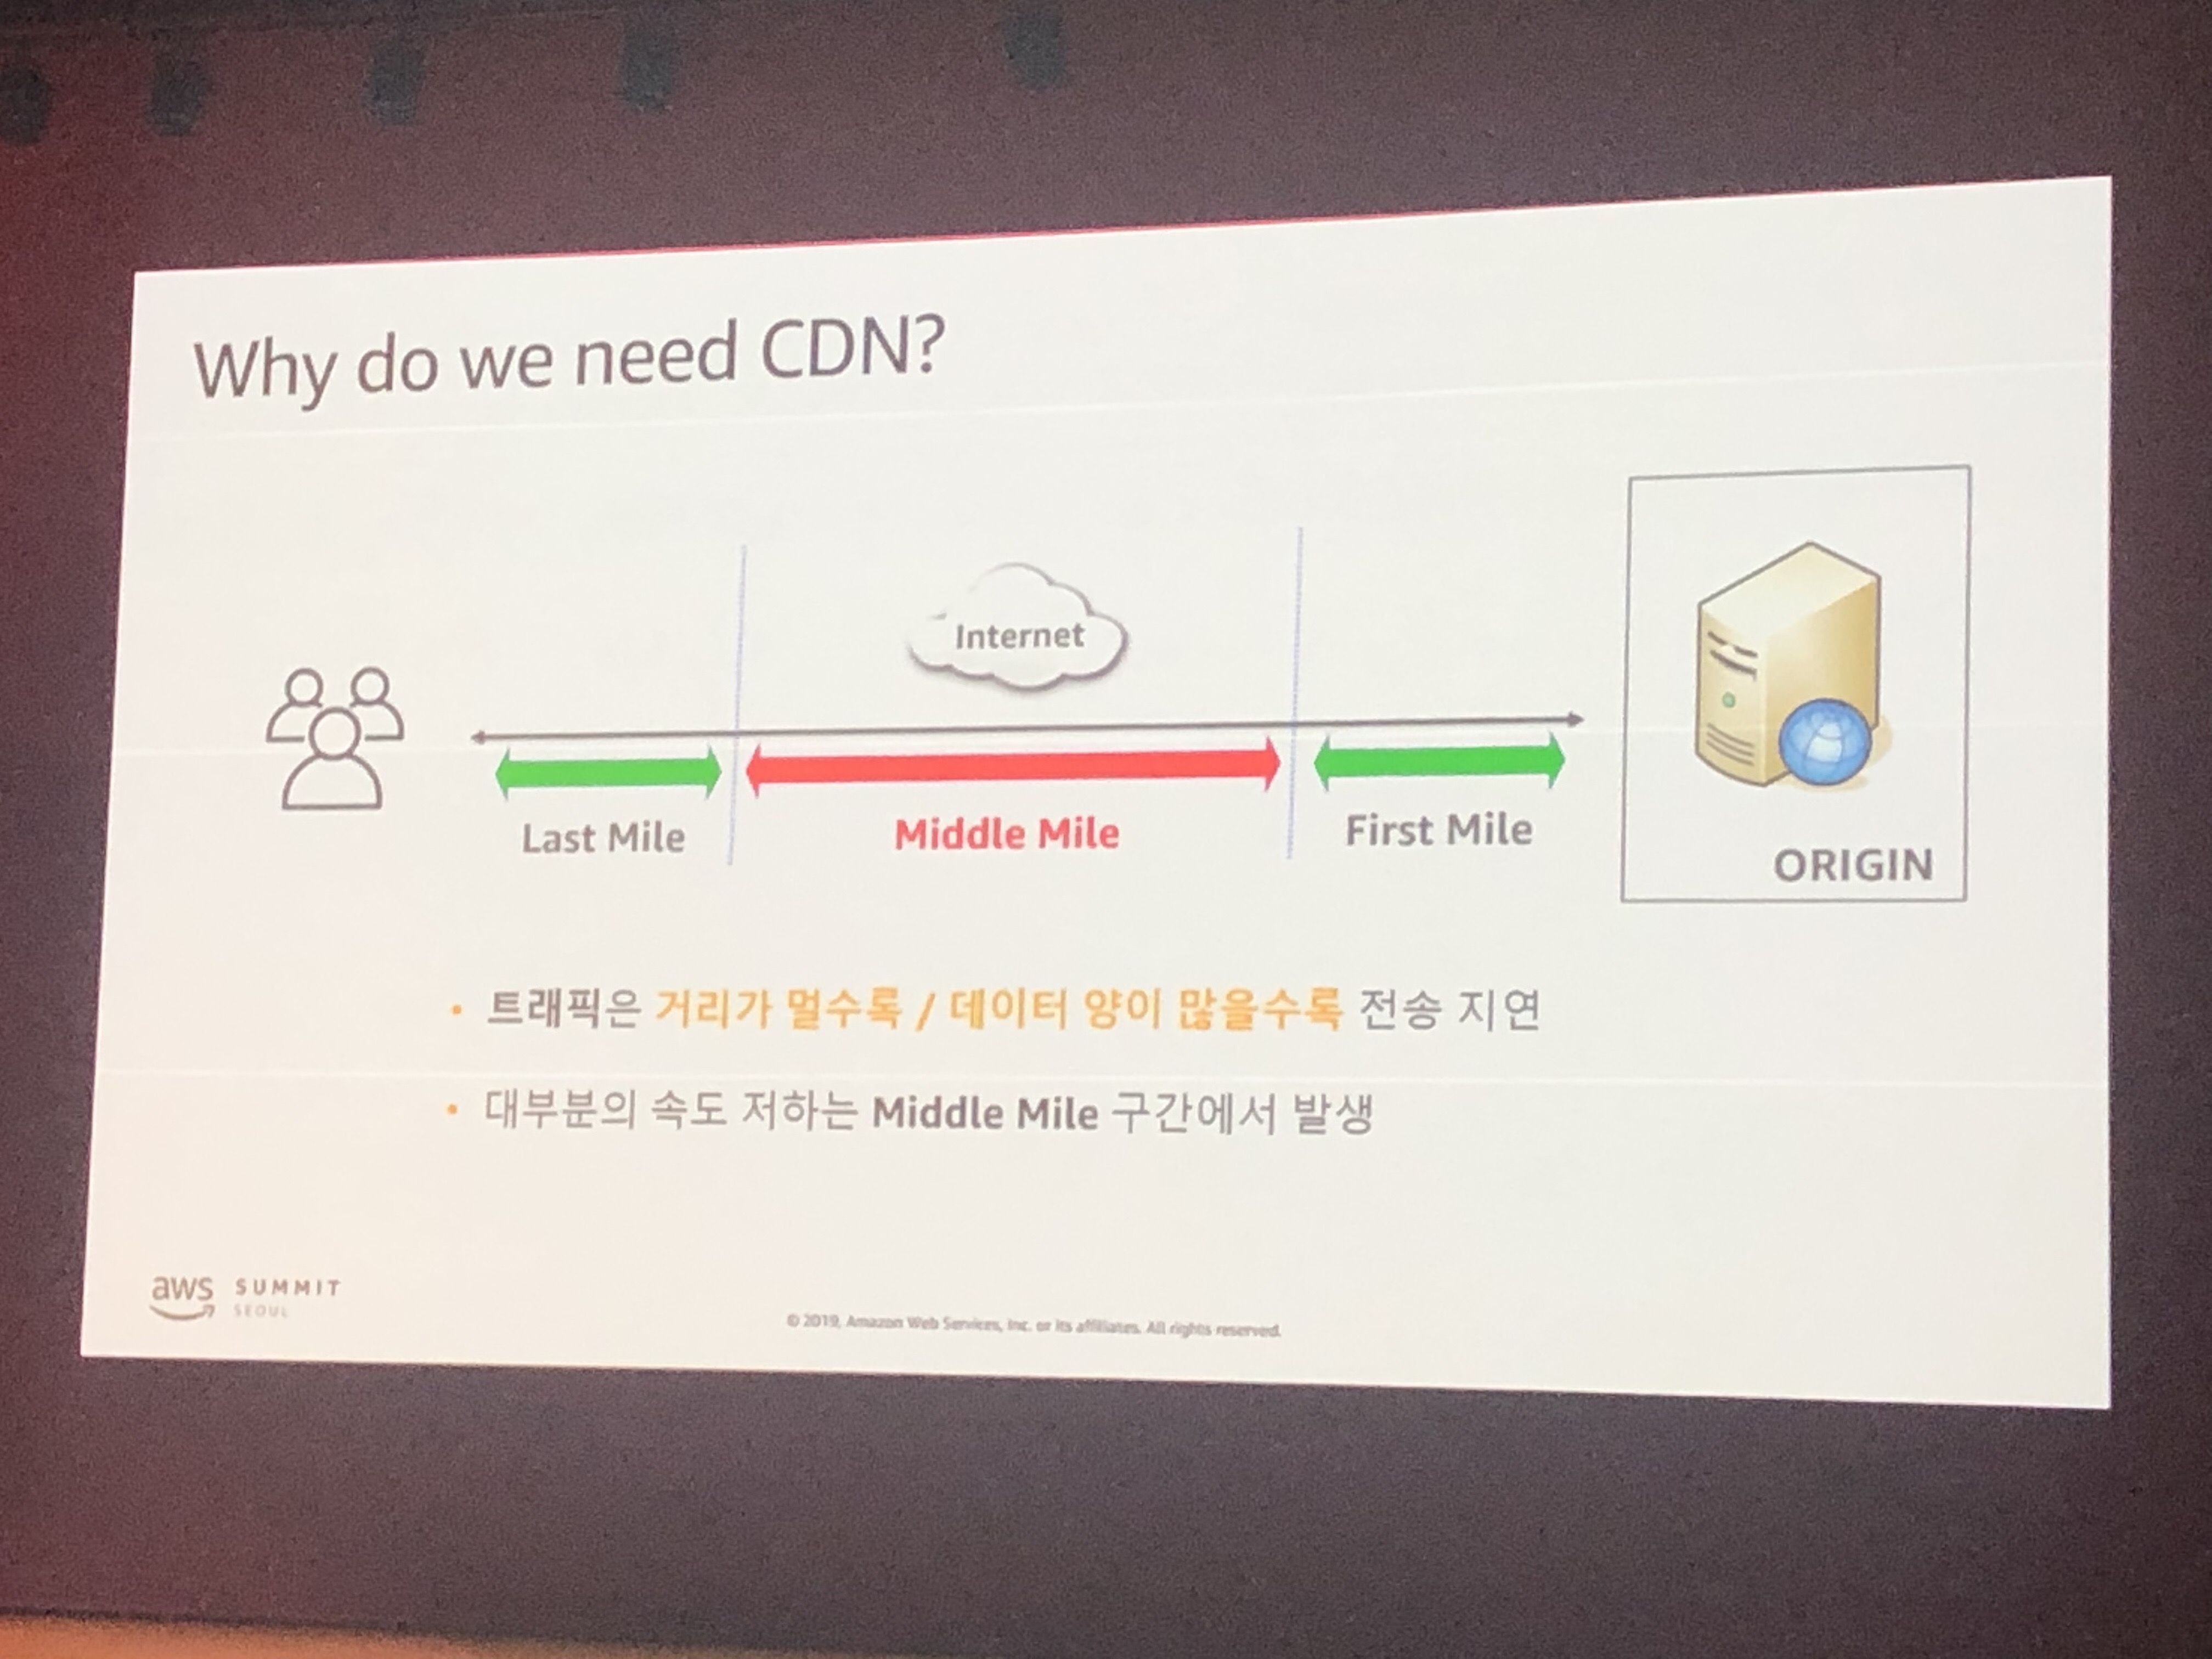 Why do we need CDN?
Internet
Last Mile
Middle Mile
First Mile
ORIGIN
• 트래픽은 거리가 멀수록 / 데이터 양이 많을수록 전송 지연
• 대부분의 속도 저하는 Middle Mile 구간에서 발생
aws SUMMIT
SEOUL
© 2019, Amazon Web Services, Inc. or its affiliates. All rights reserved.